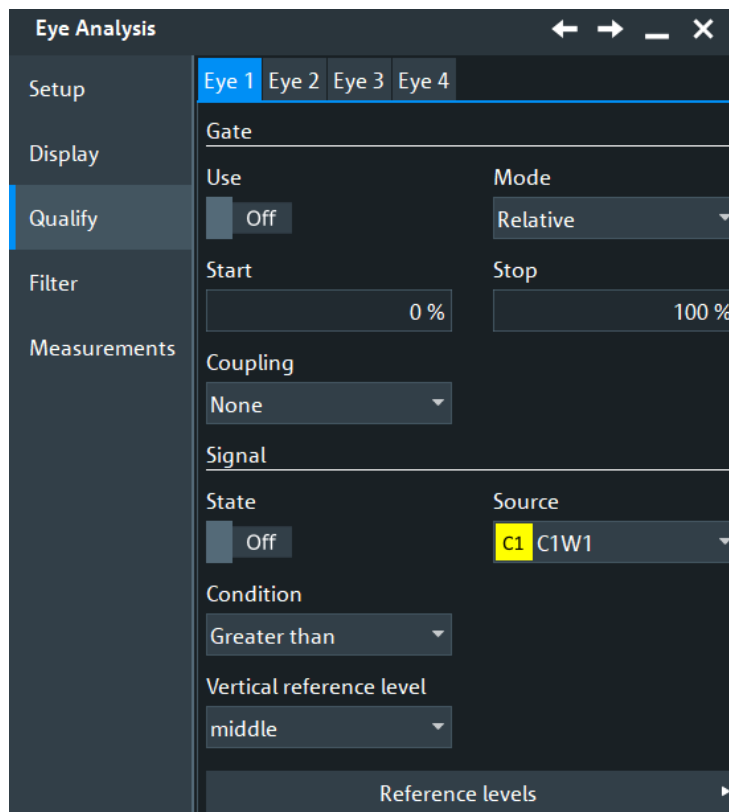 Eye Analysis
Setup
Display
Qualify
Filter
Measurements
Eye 1 Eye 2 Eye 3 Eye 4
Gate
Use Mode
Off Relative
Start Stop
0 % 100 %
Coupling
None
Signal
State Source
Off C1 C1W1
Condition
Greater than
Vertical reference level
middle
Reference levels